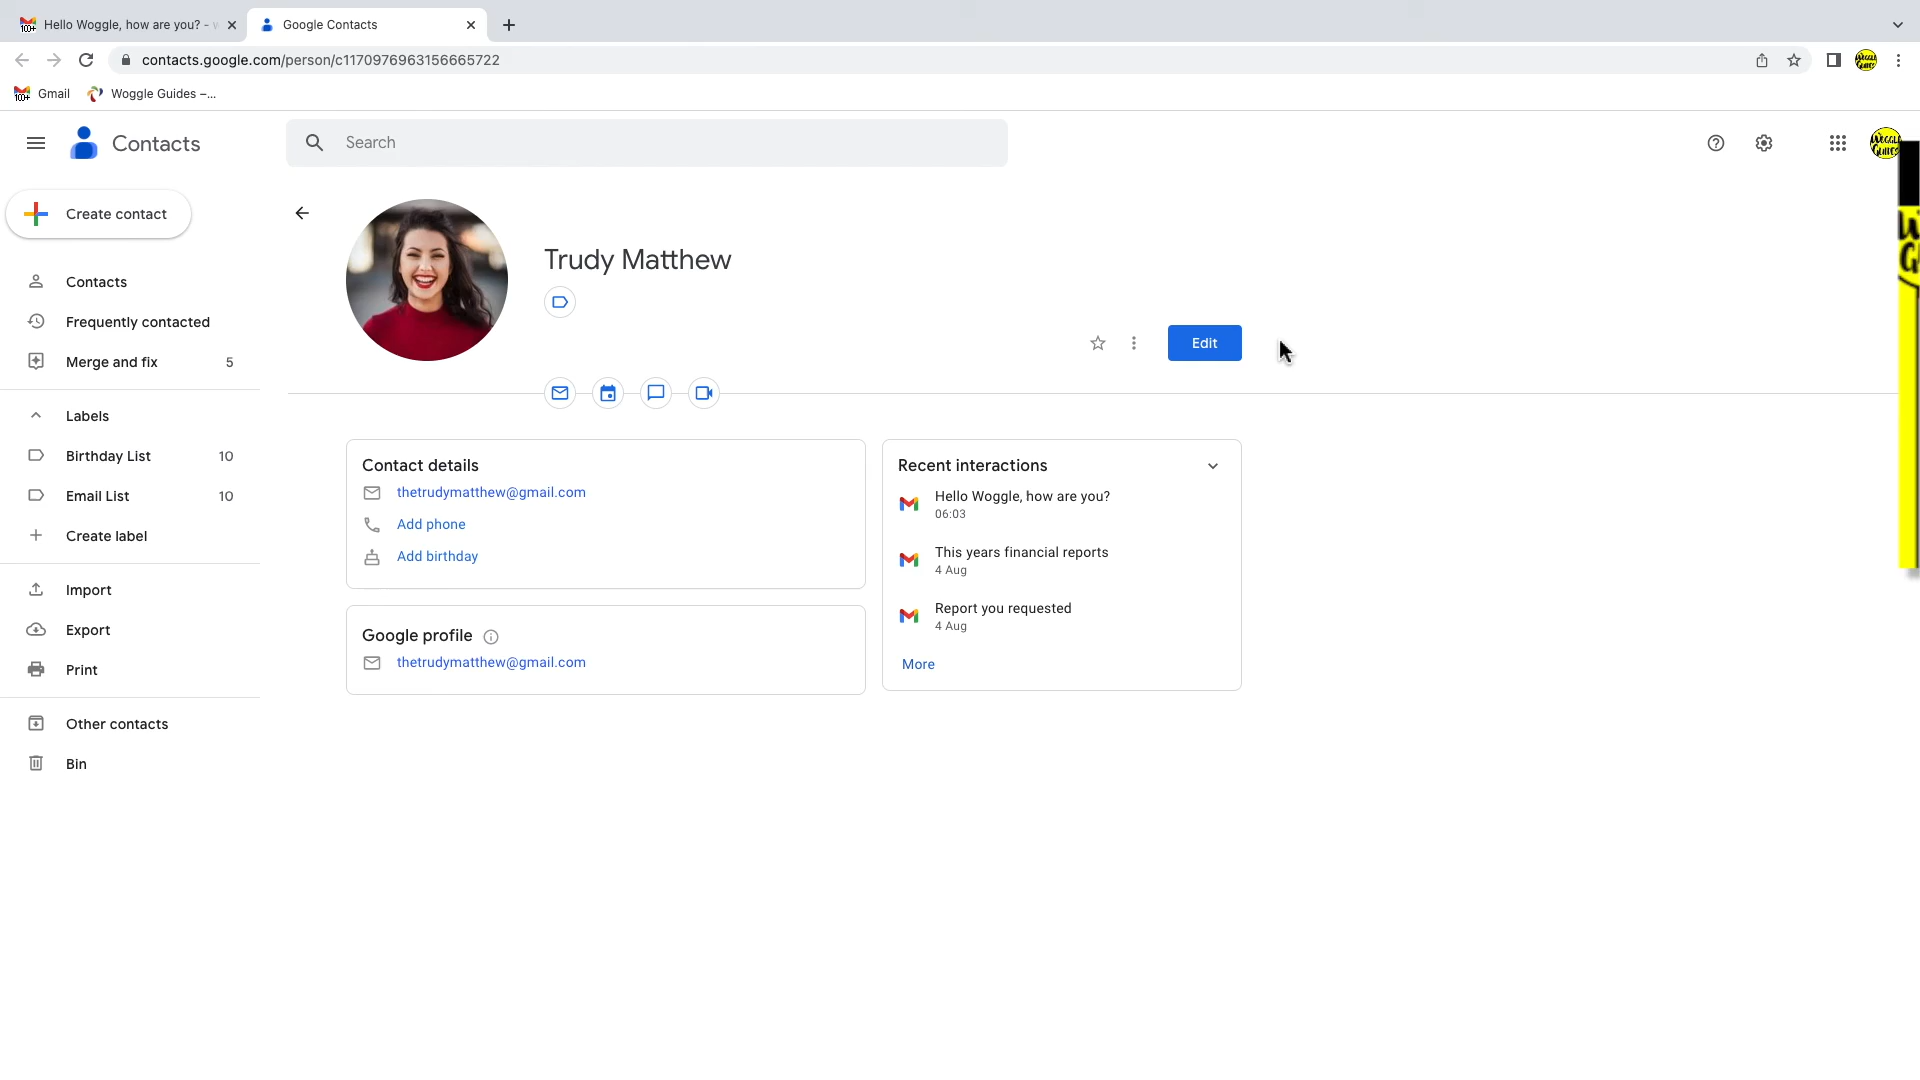 Hello Woggle, how are you? -
Google Contacts
contacts.google.com/person/c1170976963156665722
Gmail
Woggle Guides –...
Contacts
Search
Create contact
Trudy Matthew
Contacts
Frequently contacted
Edit
Merge and fix 5
Labels
Birthday List 10
Email List 10
Create label
Import
Export
Print
Other contacts
Bin
Contact details
thetrudymatthew@gmail.com
Add phone
Add birthday
Google profile
thetrudymatthew@gmail.com
Recent interactions
Hello Woggle, how are you?
06:03
This years financial reports
4 Aug
Report you requested
4 Aug
More